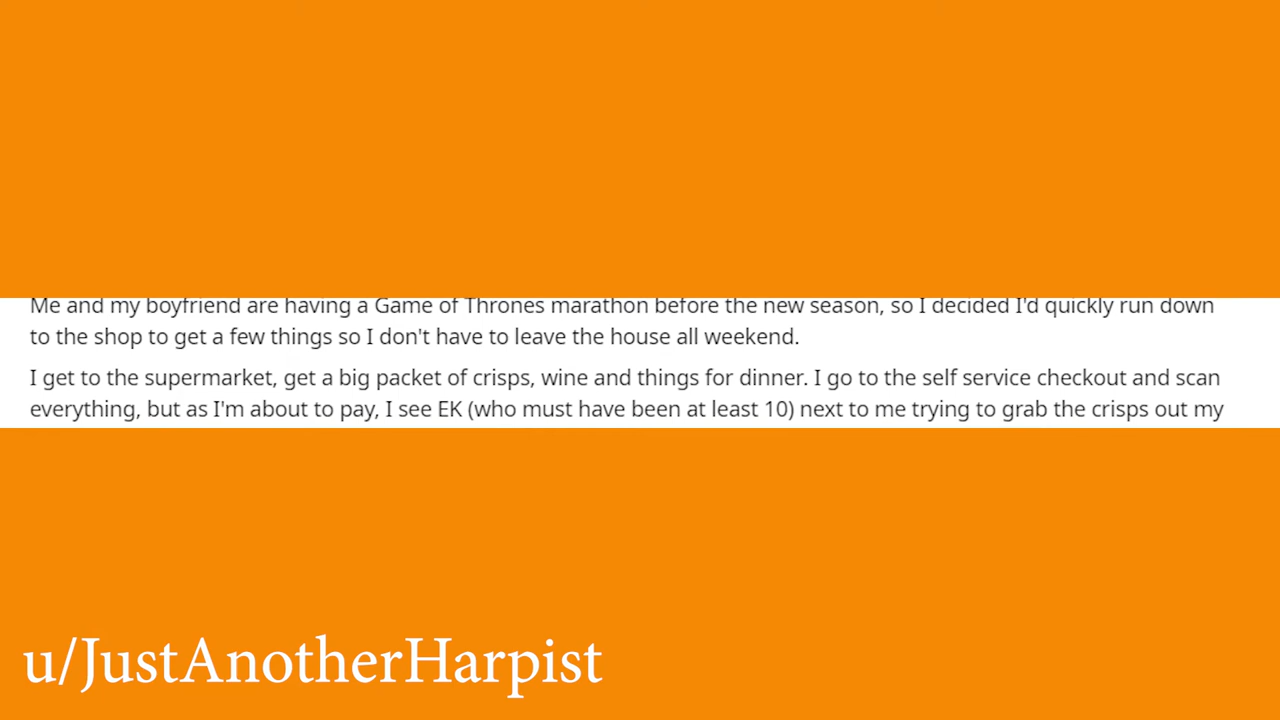 Me and my boyfriend are having a Game of Thrones marathon before the new season, so I decided I'd quickly run down
to the shop to get a few things so I don't have to leave the house all weekend.
I get to the supermarket, get a big packet of crisps, wine and things for dinner. I go to the self service checkout and scan
everything, but as I'm about to pay, I see EK (who must have been at least 10) next to me trying to grab the crisps out my
u/JustAnotherHarpist